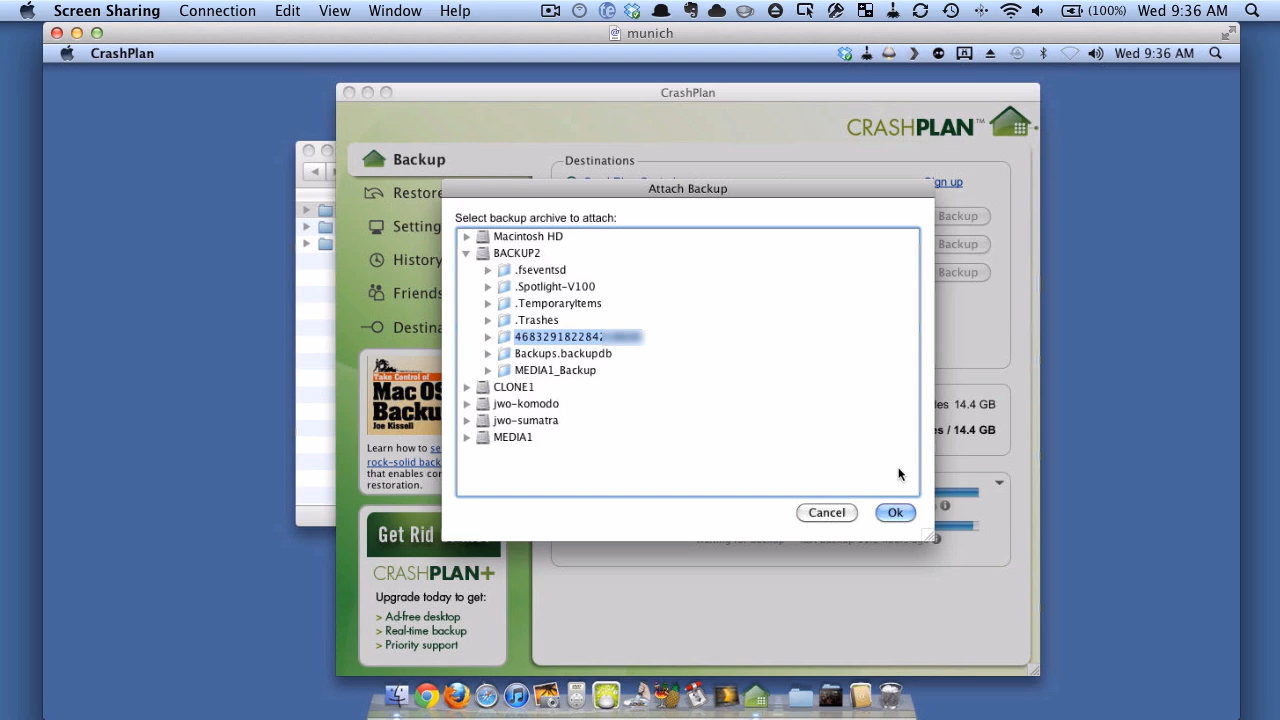 Screen Sharing Connection Edit View Window Help (100%) Wed 9:36 AM
munich
CrashPlan Wed 9:36 AM
CrashPlan
CRASHPLAN™
Backup
Destinations
Sign up
Restore
Attach Backup
Select backup archive to attach:
Backup
Macintosh HD
Setting
BACKUP2
Backup
History
.fseventsd
Backup
.Spotlight-V100
Friends
.TemporaryItems
.Trashes
Destina
4683291822842
Backups.backupdb
MEDIA1_Backup
CLONE1
jwo-komodo
14.4 GB
jwo-sumatra
s / 14.4 GB
MEDIA1
Take Control of
Mac OS
Backu
Joe Kissell
Learn how to se
rock-solid back
that enables co
restoration.
Cancel Ok
Get Rid
CRASHPLAN+
Upgrade today to get:
> Ad-free desktop
> Real-time backup
> Priority support